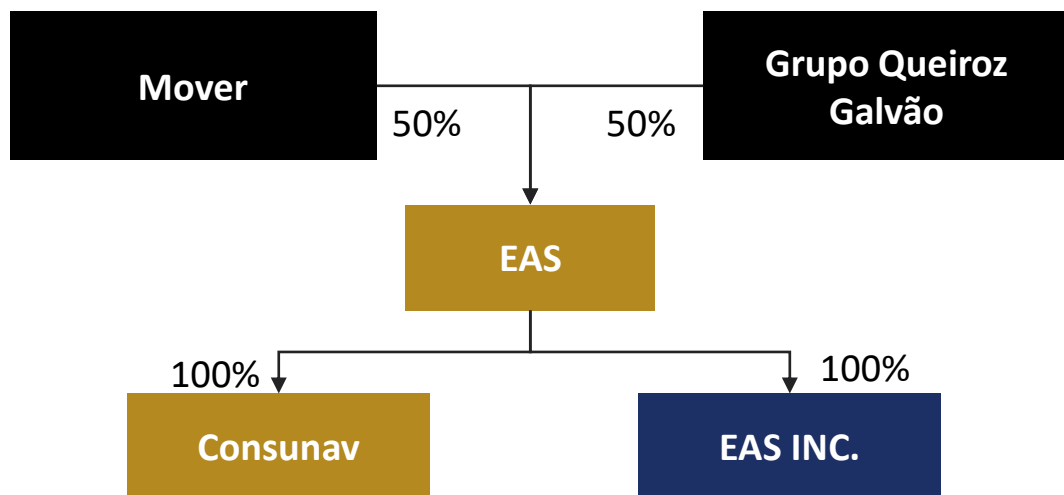 Mover
Grupo Queiroz
Galvão
50%
50%
EAS
100%
100%
Consunav
EAS INC.